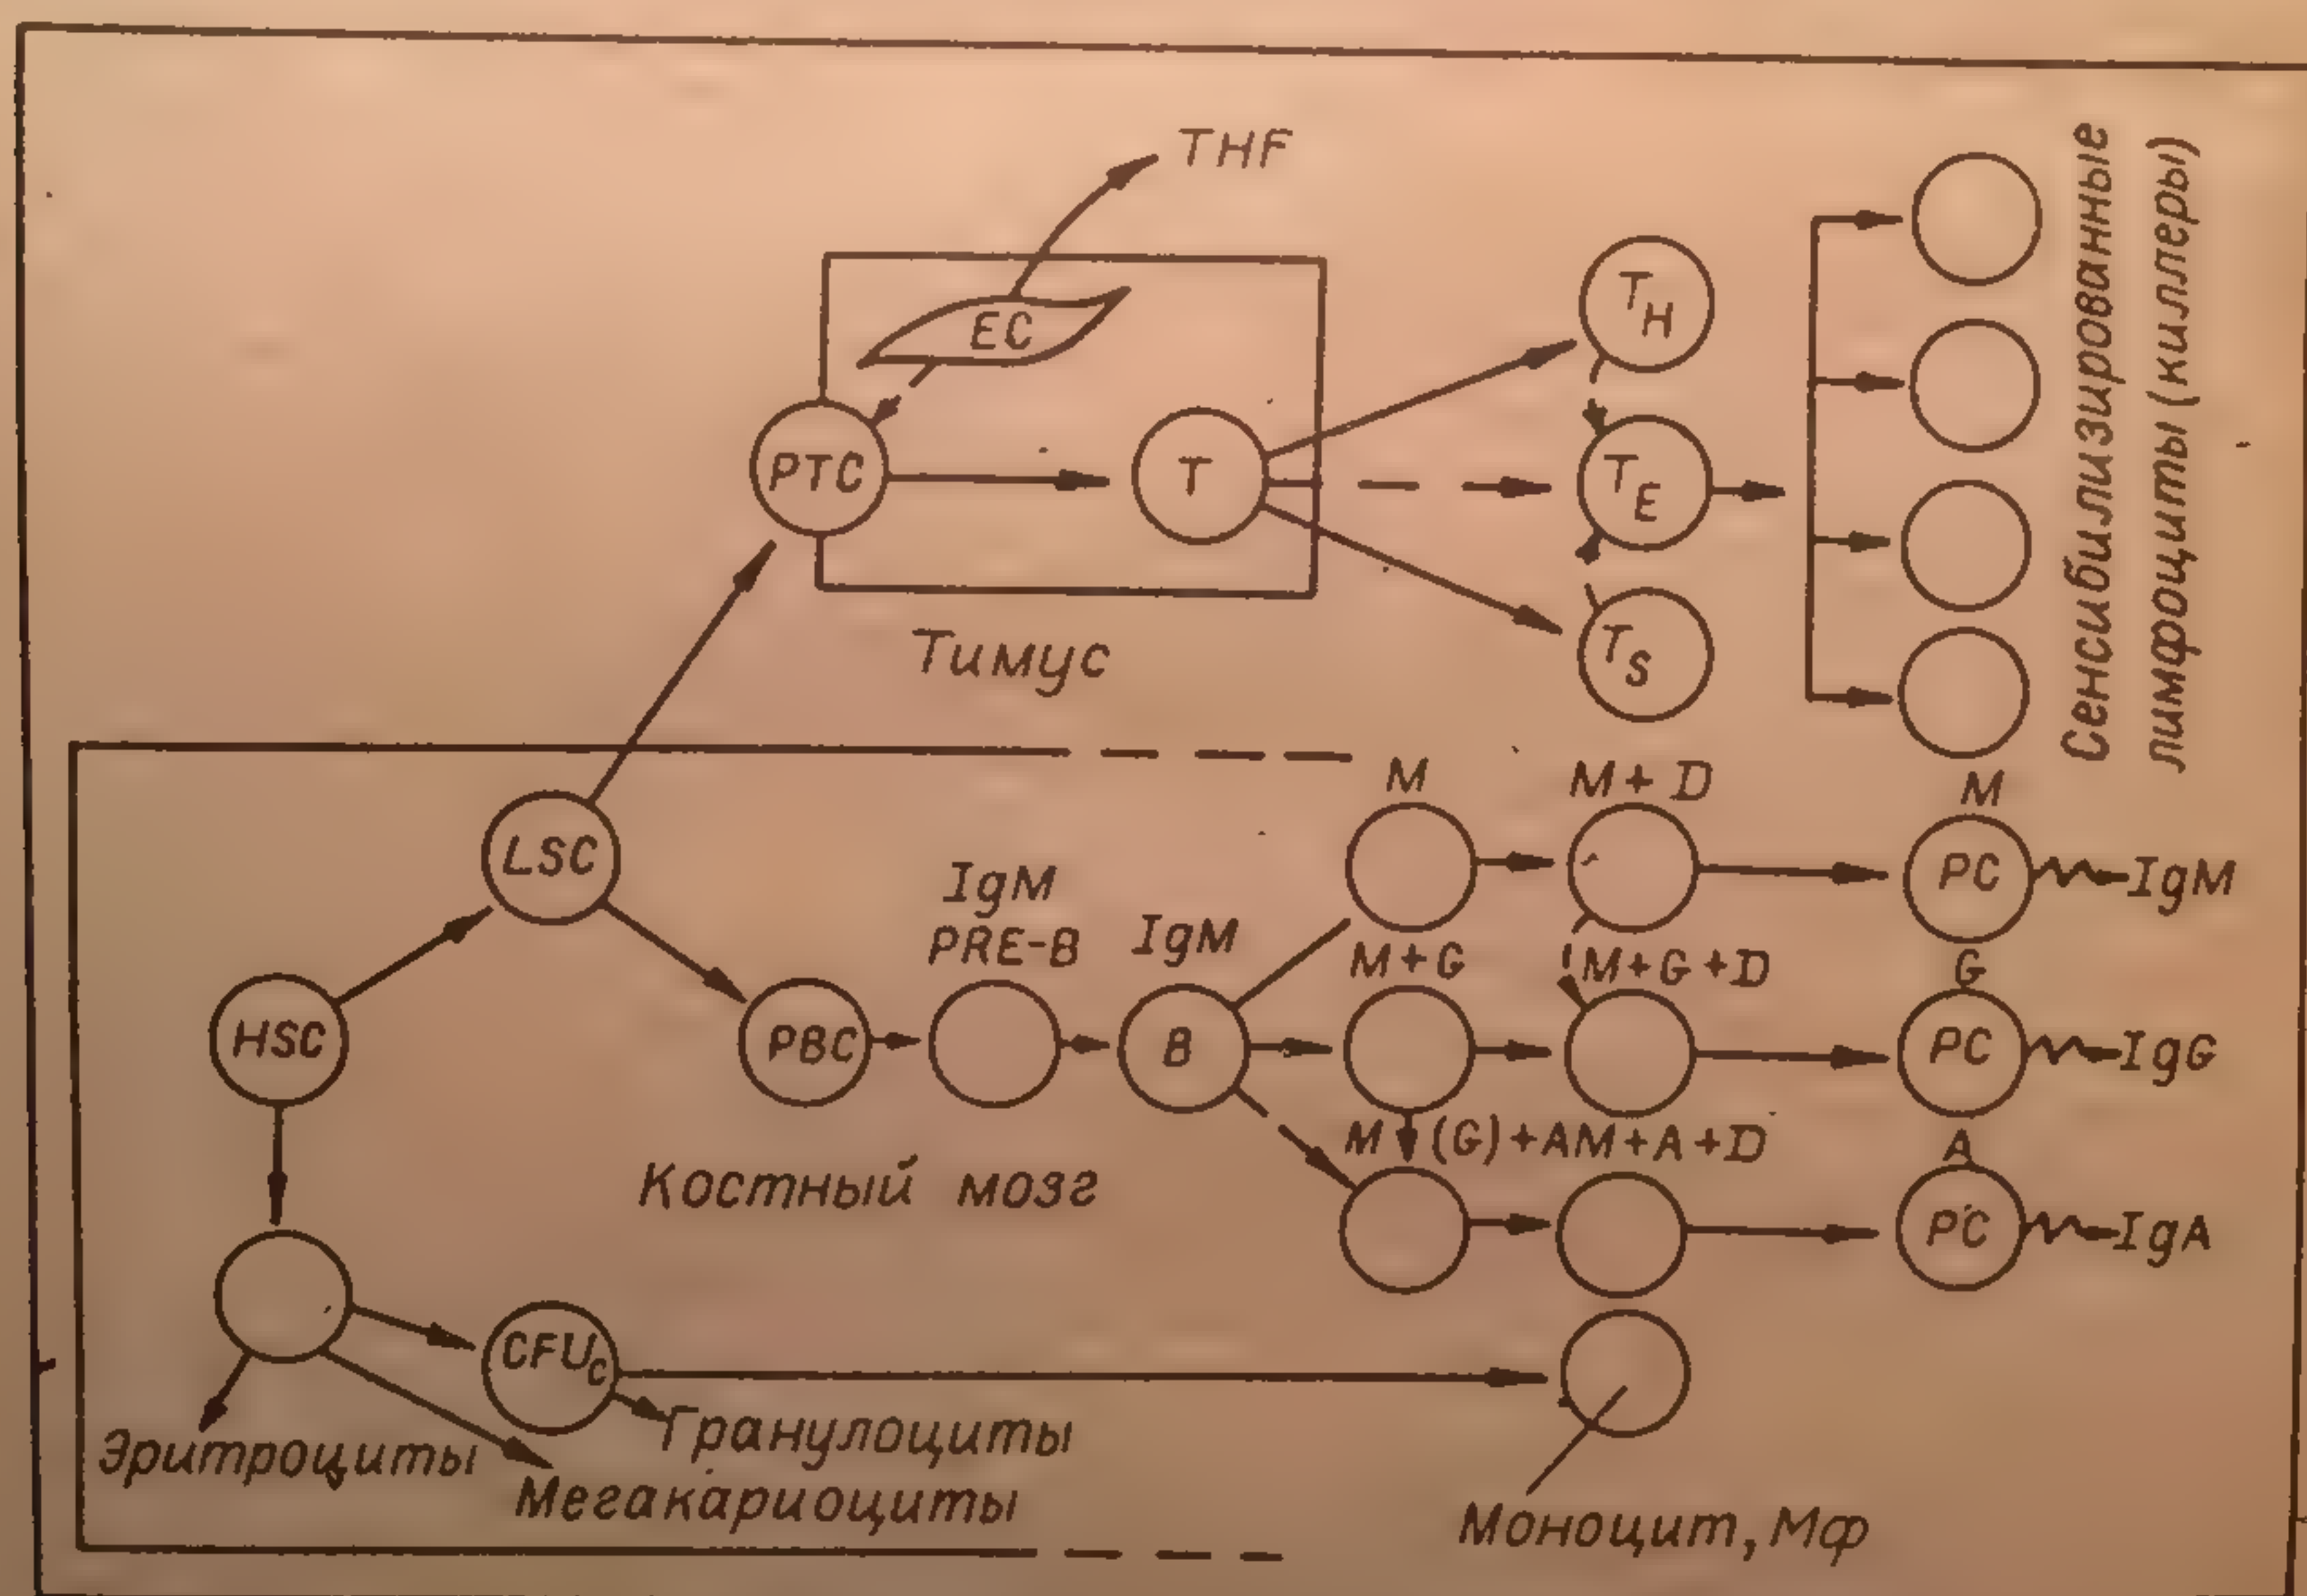 THF
EC
PTC
T
T_H
T_E
T_S
Тимус
Сенсибилизированные
лимфоциты (киллеры)
LSC
HSC
PBC
IgM
PRE-B
IgM
B
M
M+D
M
PC
IgM
M+G
M+G+D
G
PC
IgG
M (G)+AM+A+D
A
PC
IgA
Костный мозг
CFU_c
Эритроциты
Гранулоциты
Мегакариоциты
Моноцит, Мф